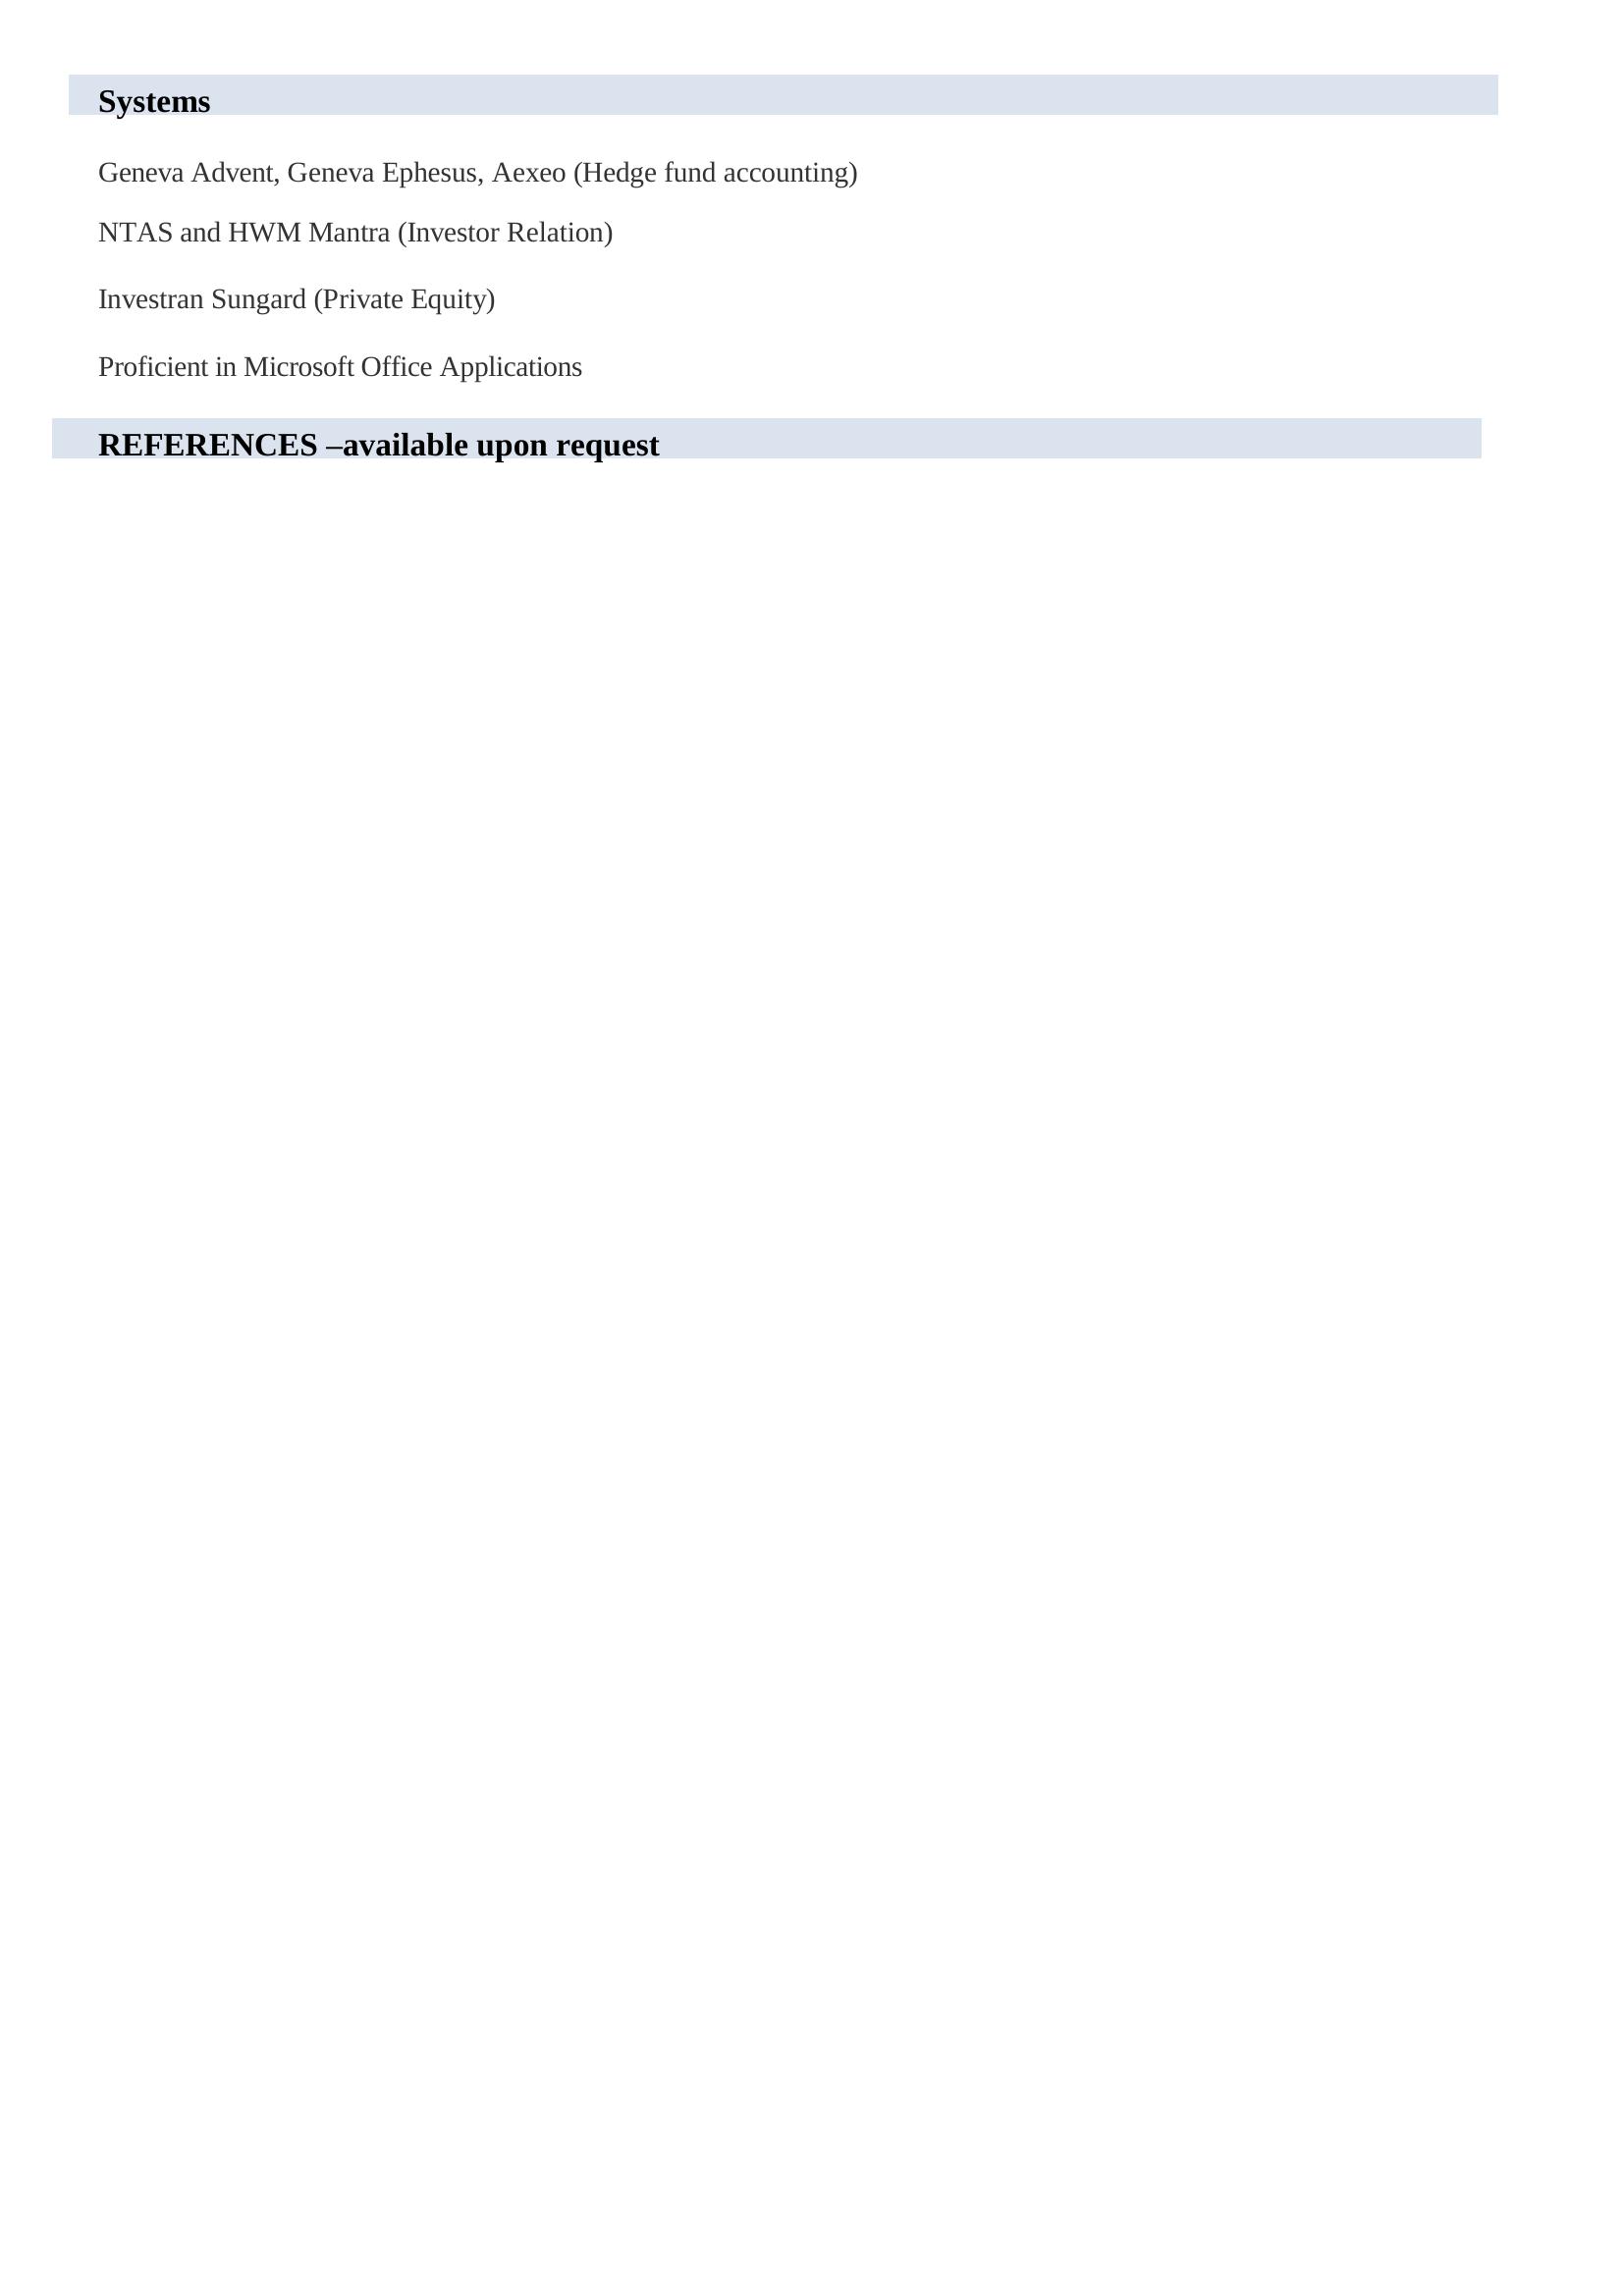 Systems
Geneva Advent, Geneva Ephesus, Aexeo (Hedge fund accounting)
NTAS and HWM Mantra (Investor Relation)
Investran Sungard (Private Equity)
Proficient in Microsoft Office Applications
REFERENCES –available upon request